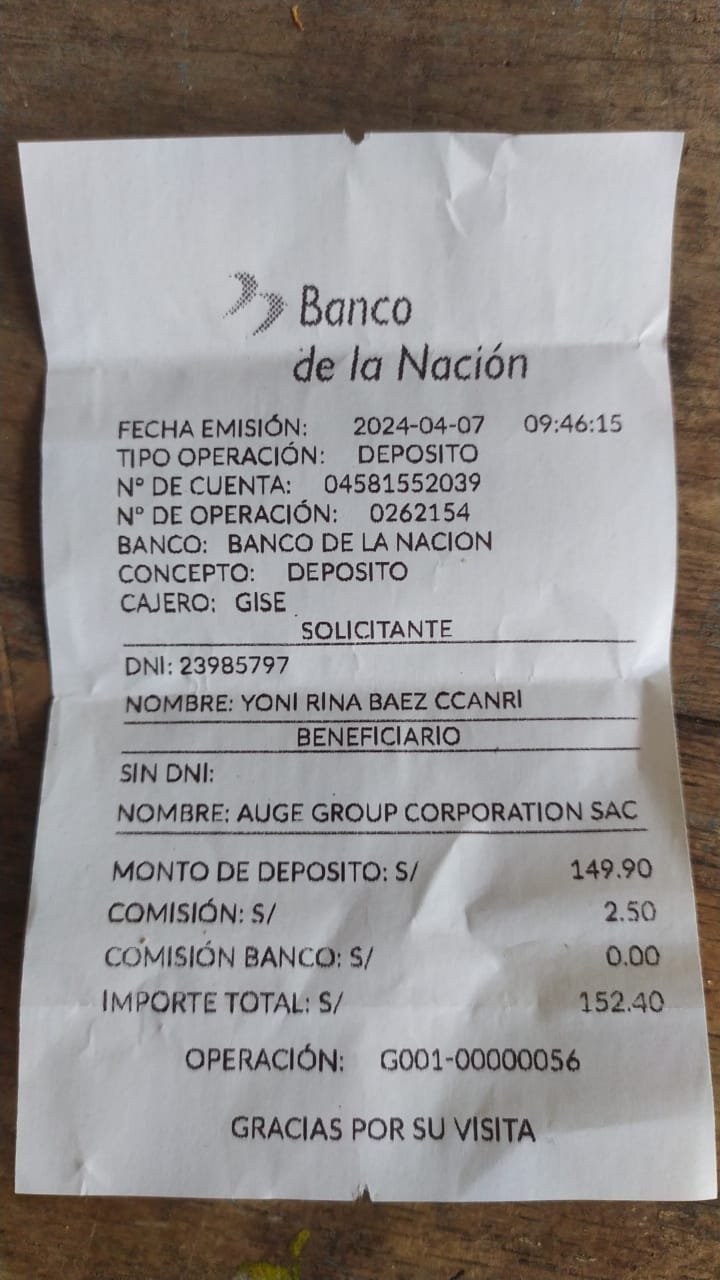 Banco
de la Nación
FECHA EMISIÓN: 2024-04-07 09:46:15
TIPO OPERACIÓN: DEPOSITO
N° DE CUENTA: 04581552039
N° DE OPERACIÓN: 0262154
BANCO: BANCO DE LA NACION
CONCEPTO: DEPOSITO
CAJERO: GISE
SOLICITANTE
DNI: 23985797
NOMBRE: YONI RINA BAEZ CCANRI
BENEFICIARIO
SIN DNI:
NOMBRE: AUGE GROUP CORPORATION SAC
MONTO DE DEPOSITO: S/ 149.90
COMISIÓN: S/ 2.50
COMISIÓN BANCO: S/ 0.00
IMPORTE TOTAL: S/ 152.40
OPERACIÓN: G001-00000056
GRACIAS POR SU VISITA